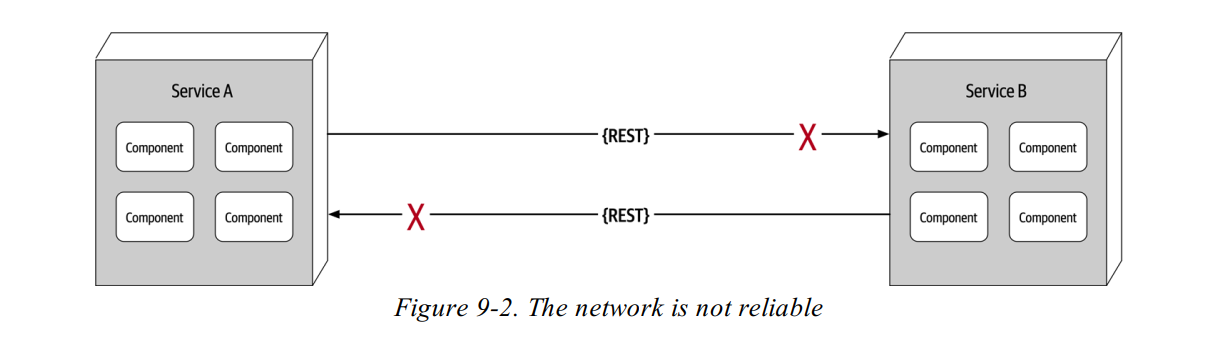 Service A
Service B
Component Component
Component Component
{REST}
X
X
{REST}
Component Component
Component Component
Figure 9-2. The network is not reliable